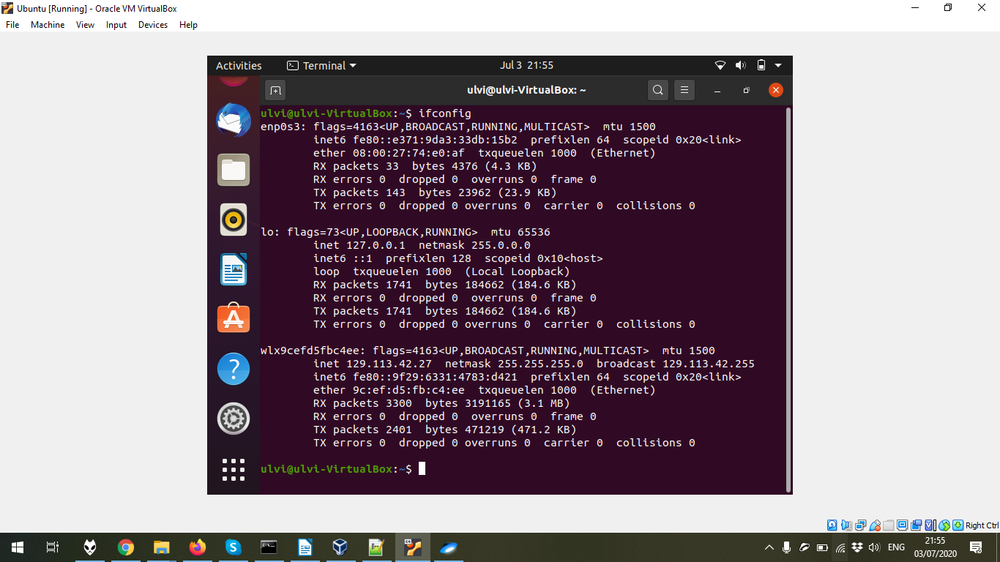 Ubuntu [Running] - Oracle VM VirtualBox
File Machine View Input Devices Help
Activities Terminal Jul 3 21:55
ulvi@ulvi-VirtualBox: ~
ulvi@ulvi-VirtualBox:~$ ifconfig
enp0s3: flags=4163<UP,BROADCAST,RUNNING,MULTICAST>  mtu 1500
        inet6 fe80::e371:9da3:33db:15b2  prefixlen 64  scopeid 0x20<link>
        ether 08:00:27:74:e0:af  txqueuelen 1000  (Ethernet)
        RX packets 33  bytes 4376 (4.3 KB)
        RX errors 0  dropped 0  overruns 0  frame 0
        TX packets 143  bytes 23962 (23.9 KB)
        TX errors 0  dropped 0 overruns 0  carrier 0  collisions 0
lo: flags=73<UP,LOOPBACK,RUNNING>  mtu 65536
        inet 127.0.0.1  netmask 255.0.0.0
        inet6 ::1  prefixlen 128  scopeid 0x10<host>
        loop  txqueuelen 1000  (Local Loopback)
        RX packets 1741  bytes 184662 (184.6 KB)
        RX errors 0  dropped 0  overruns 0  frame 0
        TX packets 1741  bytes 184662 (184.6 KB)
        TX errors 0  dropped 0 overruns 0  carrier 0  collisions 0
wlx9cefd5fbc4ee: flags=4163<UP,BROADCAST,RUNNING,MULTICAST>  mtu 1500
        inet 129.113.42.27  netmask 255.255.255.0  broadcast 129.113.42.255
        inet6 fe80::9f29:6331:4783:d421  prefixlen 64  scopeid 0x20<link>
        ether 9c:ef:d5:fb:c4:ee  txqueuelen 1000  (Ethernet)
        RX packets 3300  bytes 3191165 (3.1 MB)
        RX errors 0  dropped 0  overruns 0  frame 0
        TX packets 2401  bytes 471219 (471.2 KB)
        TX errors 0  dropped 0 overruns 0  carrier 0  collisions 0
ulvi@ulvi-VirtualBox:~$
Right Ctrl
ENG
21:55
03/07/2020